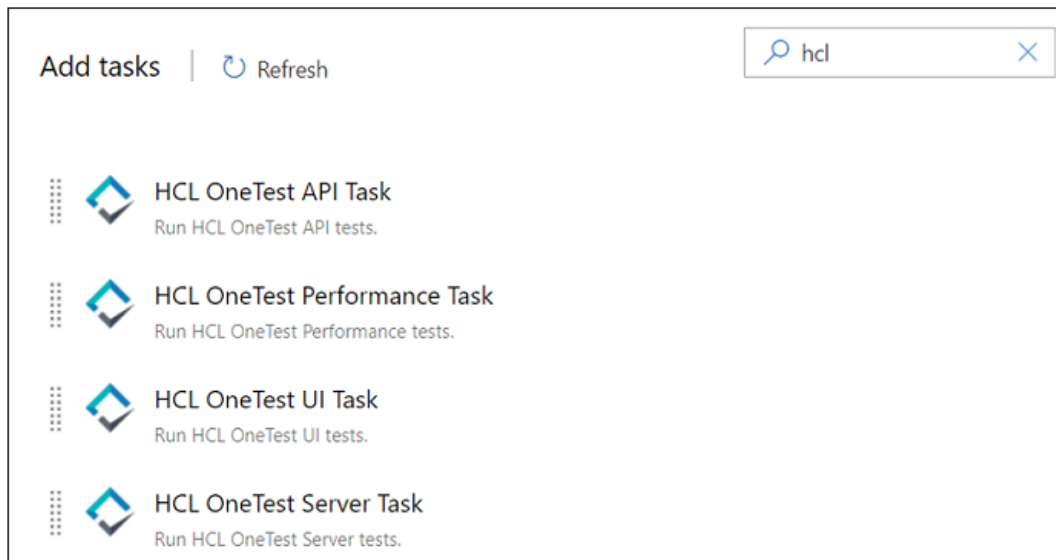 Add tasks
Refresh
hcl
HCL OneTest API Task
Run HCL OneTest API tests.
HCL OneTest Performance Task
Run HCL OneTest Performance tests.
HCL OneTest UI Task
Run HCL OneTest UI tests.
HCL OneTest Server Task
Run HCL OneTest Server tests.